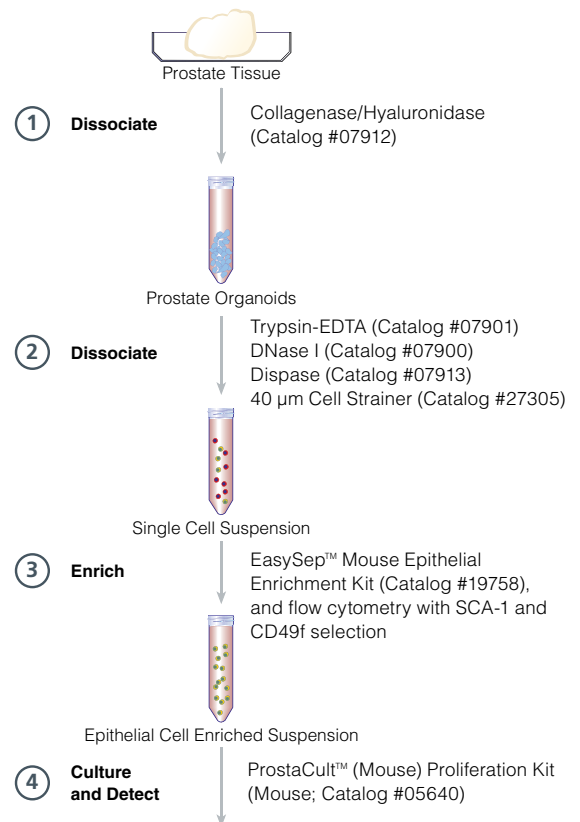 Prostate Tissue
1
Dissociate
Collagenase/Hyaluronidase
(Catalog #07912)
Prostate Organoids
2
Dissociate
Trypsin-EDTA (Catalog #07901)
DNase I (Catalog #07900)
Dispase (Catalog #07913)
40 µm Cell Strainer (Catalog #27305)
Single Cell Suspension
3
Enrich
EasySep™ Mouse Epithelial
Enrichment Kit (Catalog #19758),
and flow cytometry with SCA-1 and
CD49f selection
Epithelial Cell Enriched Suspension
4
Culture
and Detect
ProstaCult™ (Mouse) Proliferation Kit
(Mouse; Catalog #05640)